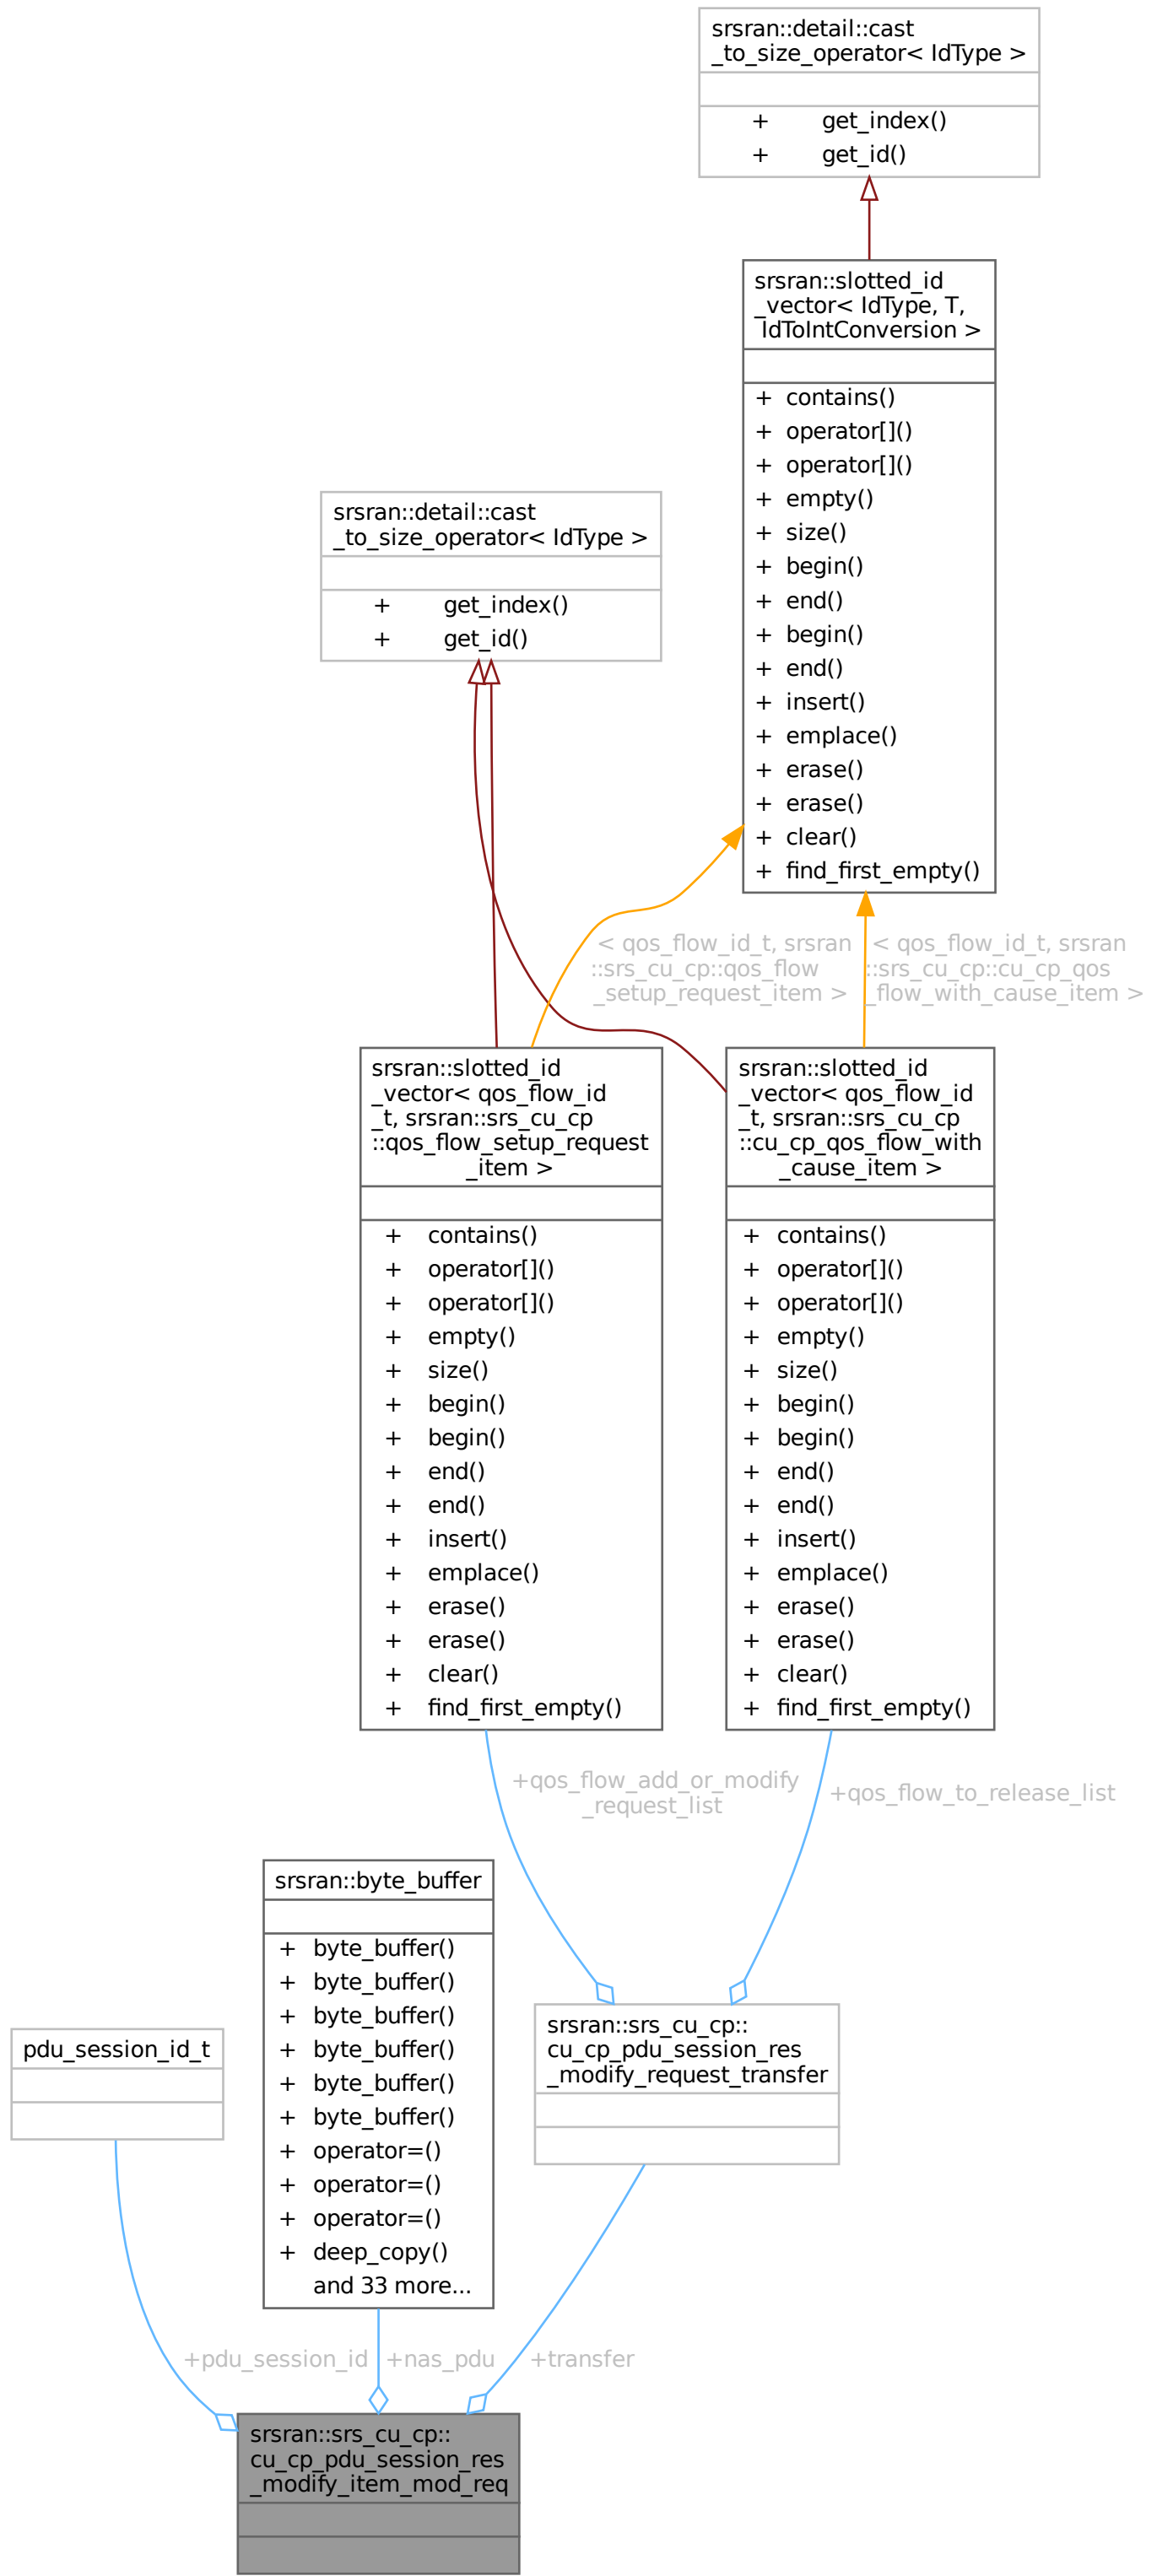 srsran::detail::cast
_to_size_operator< IdType >
+ get_index()
+ get_id()
srsran::slotted_id
_vector< IdType, T,
IdToIntConversion >
+ contains()
+ operator[]()
+ operator[]()
+ empty()
+ size()
+ begin()
+ end()
+ begin()
+ end()
+ insert()
+ emplace()
+ erase()
+ erase()
+ clear()
+ find_first_empty()
srsran::detail::cast
_to_size_operator< IdType >
+ get_index()
+ get_id()
< qos_flow_id_t, srsran
::srs_cu_cp::qos_flow
_setup_request_item >
< qos_flow_id_t, srsran
::srs_cu_cp::cu_cp_qos
_flow_with_cause_item >
srsran::slotted_id
_vector< qos_flow_id
_t, srsran::srs_cu_cp
::qos_flow_setup_request
_item >
+ contains()
+ operator[]()
+ operator[]()
+ empty()
+ size()
+ begin()
+ begin()
+ end()
+ end()
+ insert()
+ emplace()
+ erase()
+ erase()
+ clear()
+ find_first_empty()
srsran::slotted_id
_vector< qos_flow_id
_t, srsran::srs_cu_cp
::cu_cp_qos_flow_with
_cause_item >
+ contains()
+ operator[]()
+ operator[]()
+ empty()
+ size()
+ begin()
+ begin()
+ end()
+ end()
+ insert()
+ emplace()
+ erase()
+ erase()
+ clear()
+ find_first_empty()
+qos_flow_add_or_modify
_request_list
+qos_flow_to_release_list
srsran::byte_buffer
+ byte_buffer()
+ byte_buffer()
+ byte_buffer()
+ byte_buffer()
+ byte_buffer()
+ byte_buffer()
+ operator=()
+ operator=()
+ operator=()
+ deep_copy()
and 33 more...
srsran::srs_cu_cp::
cu_cp_pdu_session_res
_modify_request_transfer
pdu_session_id_t
+pdu_session_id
+nas_pdu
+transfer
srsran::srs_cu_cp::
cu_cp_pdu_session_res
_modify_item_mod_req